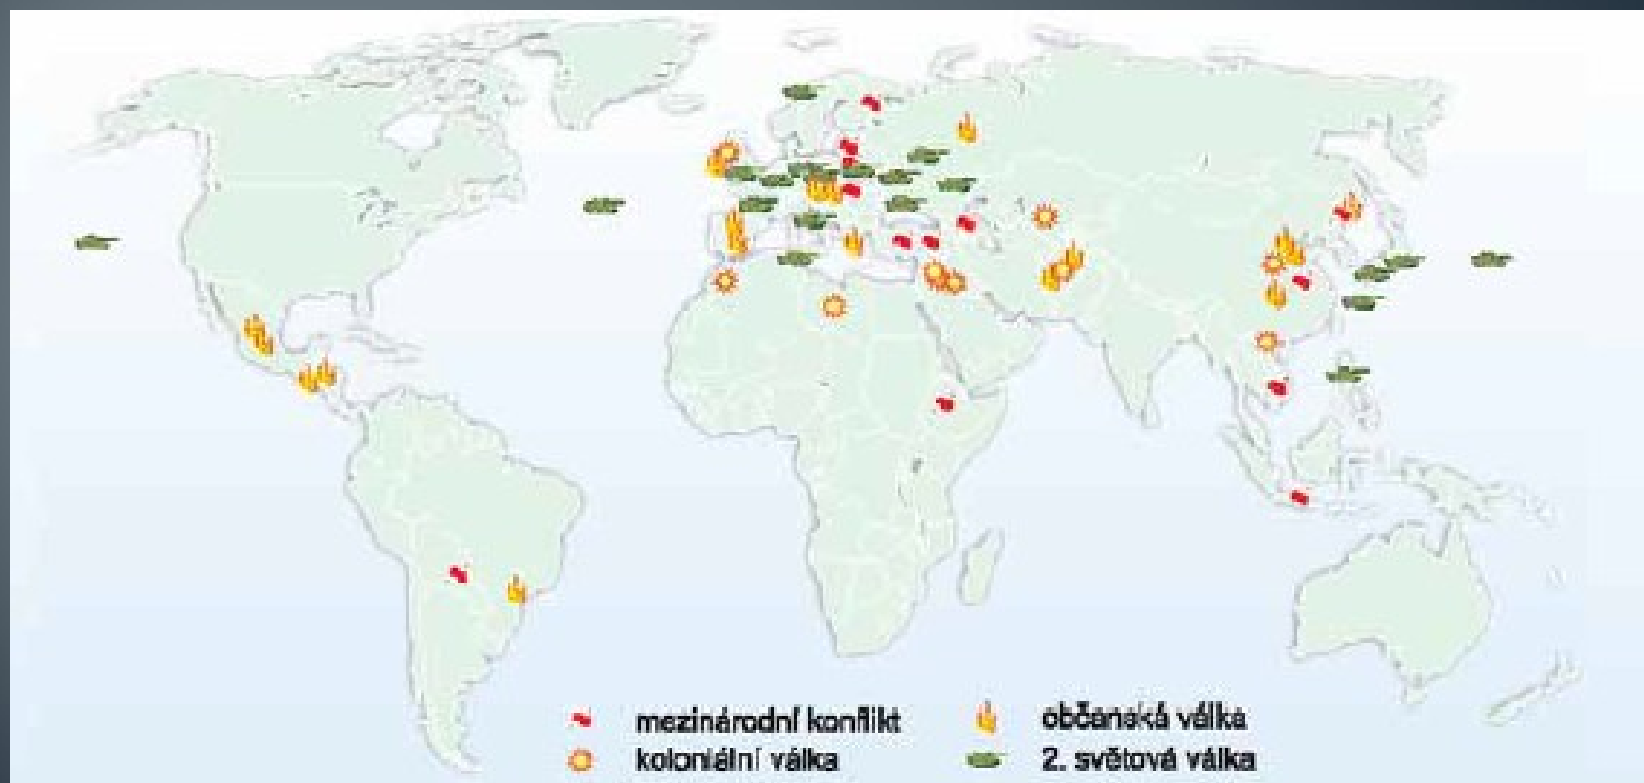 mezinárodní konflikt
občanská válka
koloniální válka
2. světová válka